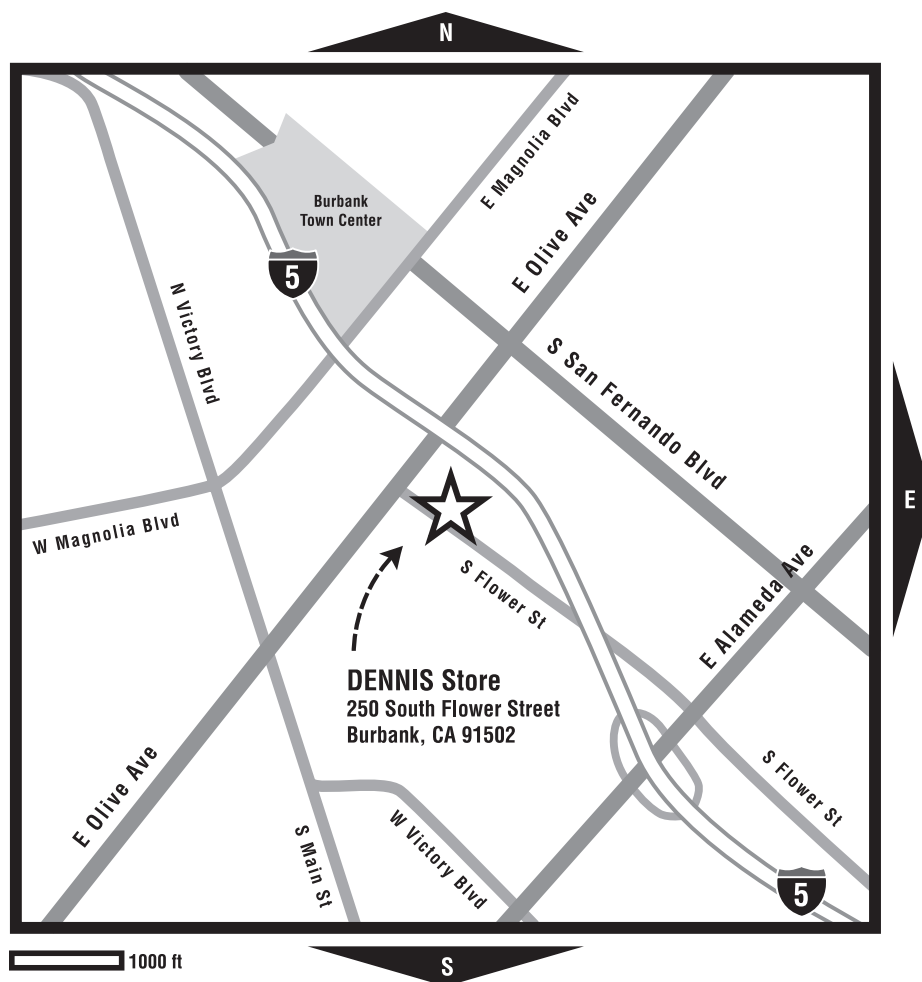 N
E Magnolia Blvd
Burbank
Town Center
E Olive Ave
5
N Victory Blvd
S San Fernando Blvd
E
W Magnolia Blvd
S Flower St
E Alameda Ave
DENNIS Store
250 South Flower Street
Burbank, CA 91502
E Olive Ave
S Flower St
W Victory Blvd
S Main St
5
1000 ft
S